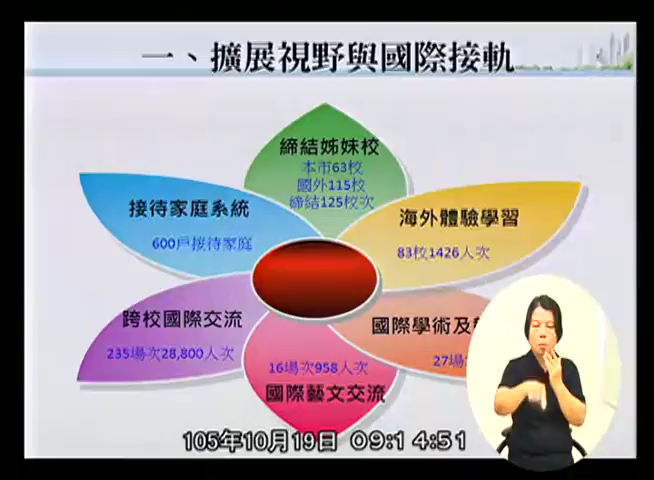 一、擴展視野與國際接軌
締結姊妹校
本市63校
國外115校
締結125校次
接待家庭系統
600戶接待家庭
海外體驗學習
83校1426人次
跨校國際交流
235場次28,800人次
國際學術及
27場
16場次958人次
國際藝文交流
105年10月19日 09:14:51